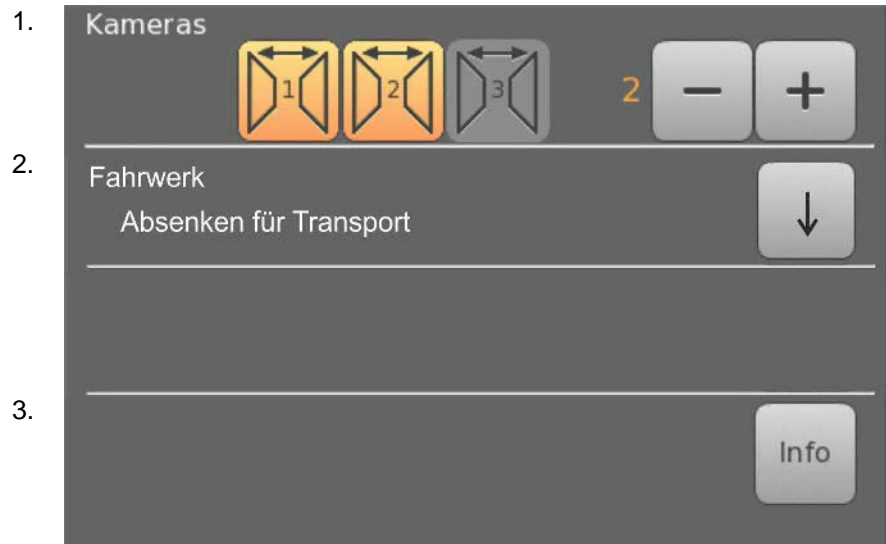 1.
Kameras
1 2 3 2 − +
2.
Fahrwerk
Absenken für Transport
3.
Info